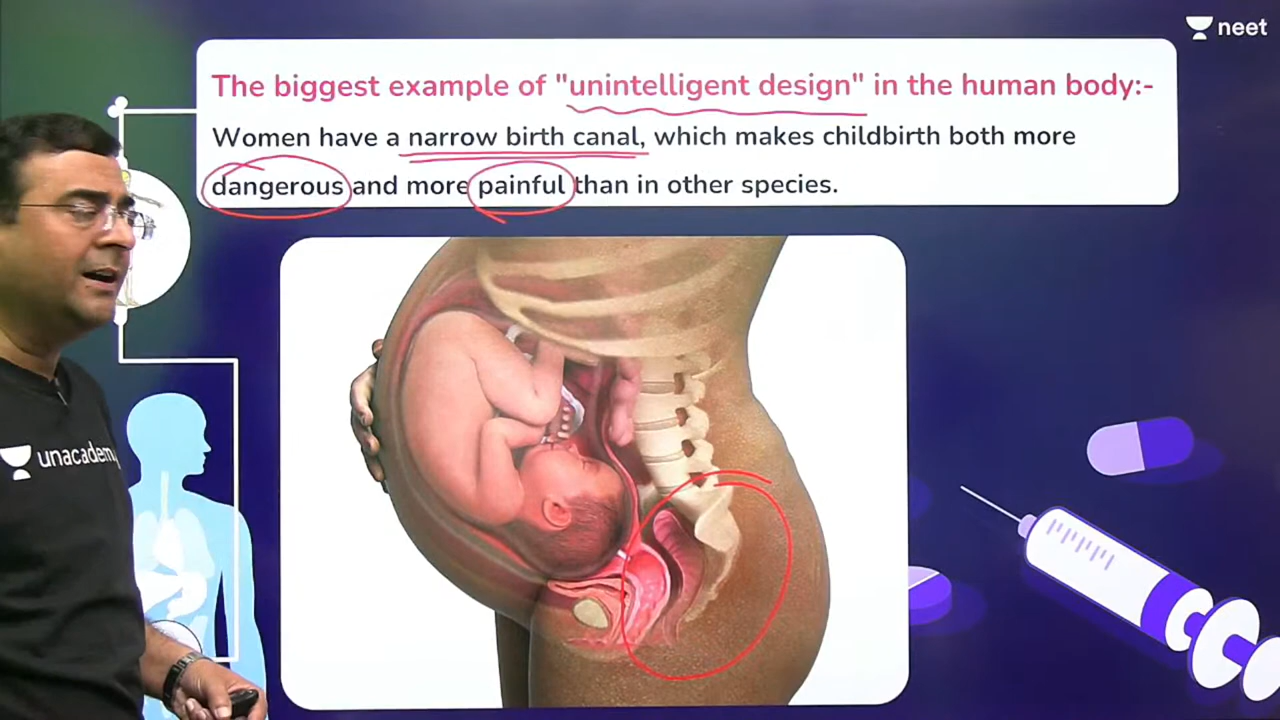 neet
The biggest example of "unintelligent design" in the human body:-
Women have a narrow birth canal, which makes childbirth both more
dangerous and more painful than in other species.
unacademy